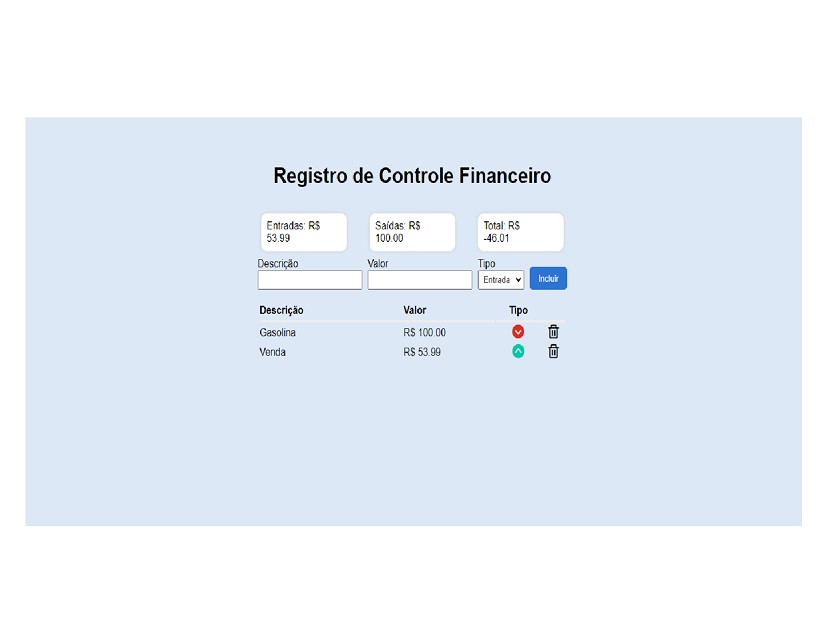 Registro de Controle Financeiro
Entradas: R$
53.99
Saídas: R$
100.00
Total: R$
-46.01
Descrição Valor Tipo
Entrada Incluir
Descrição Valor Tipo
Gasolina R$ 100.00
Venda R$ 53.99